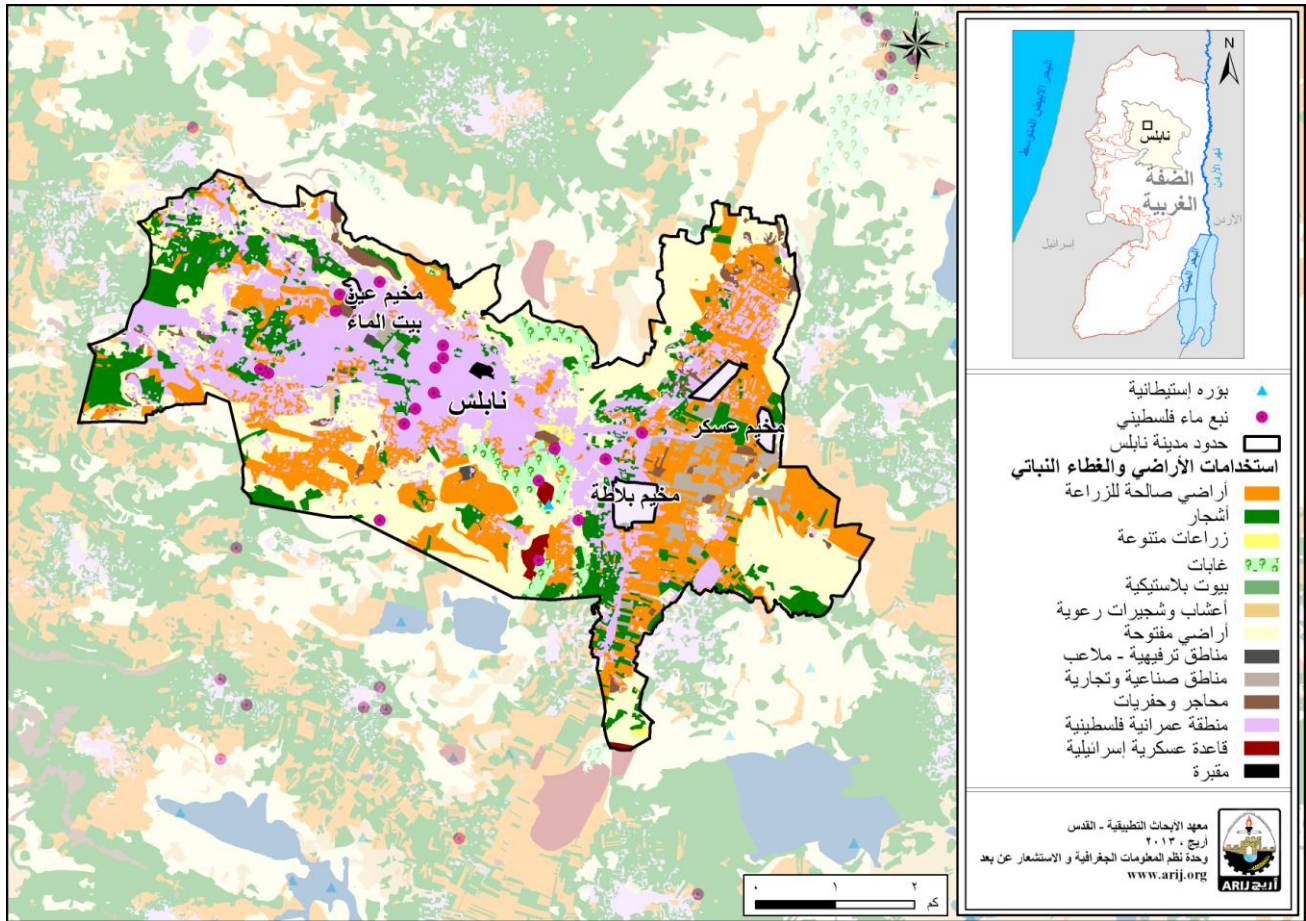 مخيم عين
بيت الماء
نابلس
مخيم عسكر
مخيم بلاطة
N
W
E
S
N
البحر الابيض المتوسط
نابلس
الضفة
الغربية
نهر الأردن
الأردن
إسرائيل
البحر الميت
بؤره إستيطانية
نبع ماء فلسطيني
حدود مدينة نابلس
استخدامات الأراضي والغطاء النباتي
أراضي صالحة للزراعة
أشجار
زراعات متنوعة
غابات
بيوت بلاستيكية
أعشاب وشجيرات رعوية
أراضي مفتوحة
مناطق ترفيهية - ملاعب
مناطق صناعية وتجارية
محاجر وحفريات
منطقة عمرانية فلسطينية
قاعدة عسكرية إسرائيلية
مقبرة
معهد الأبحاث التطبيقية - القدس
أريج ، ٢٠١٣
وحدة نظم المعلومات الجغرافية و الاستشعار عن بعد
www.arij.org
أريج ARIJ
٠ ١ ٢
كم